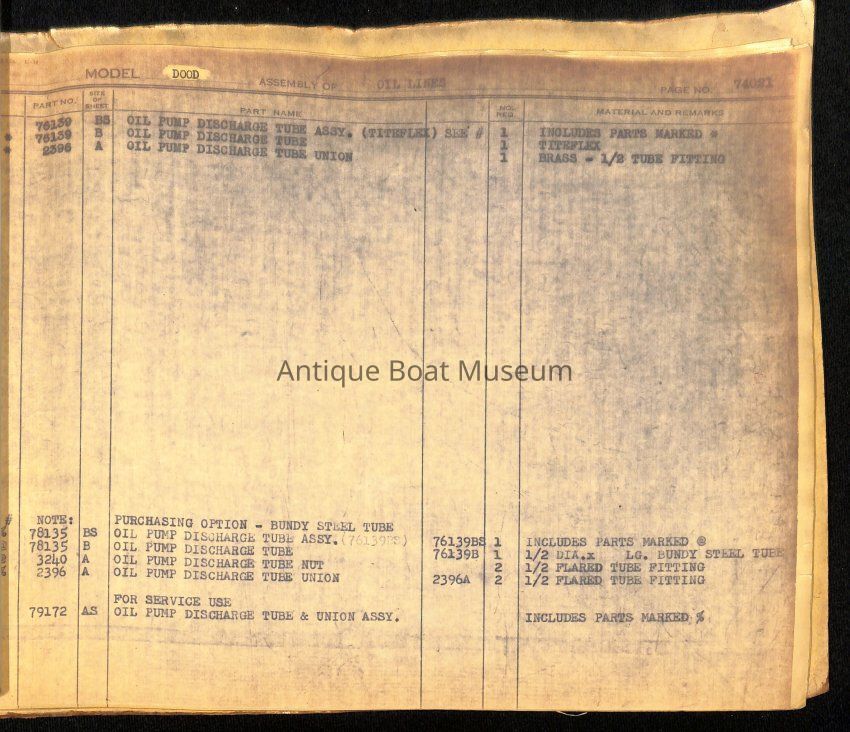 MODEL DOOD ASSEMBLY OF OIL LINES PAGE NO. 74021
PART NO. SIZE OF SHEET PART NAME NO. REQ. MATERIAL AND REMARKS
76139 BS OIL PUMP DISCHARGE TUBE ASSY. (TITEFLEX) SEE # 1 INCLUDES PARTS MARKED *
* 76139 B OIL PUMP DISCHARGE TUBE 1 TITEFLEX
* 2396 A OIL PUMP DISCHARGE TUBE UNION 1 BRASS - 1/2 TUBE FITTING
Antique Boat Museum
# NOTE: PURCHASING OPTION - BUNDY STEEL TUBE
78135 BS OIL PUMP DISCHARGE TUBE ASSY. (76139BS) 76139BS 1 INCLUDES PARTS MARKED @
78135 B OIL PUMP DISCHARGE TUBE 76139B 1 1/2 DIA.x LG. BUNDY STEEL TUBE
3240 A OIL PUMP DISCHARGE TUBE NUT 2 1/2 FLARED TUBE FITTING
2396 A OIL PUMP DISCHARGE TUBE UNION 2396A 2 1/2 FLARED TUBE FITTING
FOR SERVICE USE
79172 AS OIL PUMP DISCHARGE TUBE & UNION ASSY. INCLUDES PARTS MARKED %